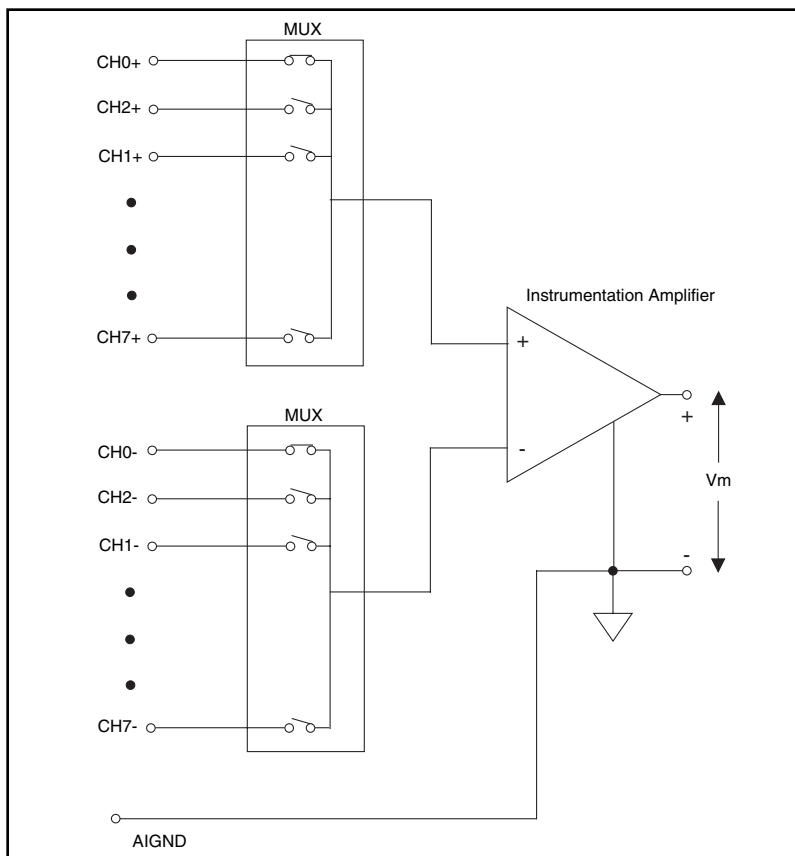 MUX
CH0+
CH2+
CH1+
CH7+
Instrumentation Amplifier
+
-
+
Vm
-
MUX
CH0-
CH2-
CH1-
CH7-
AIGND